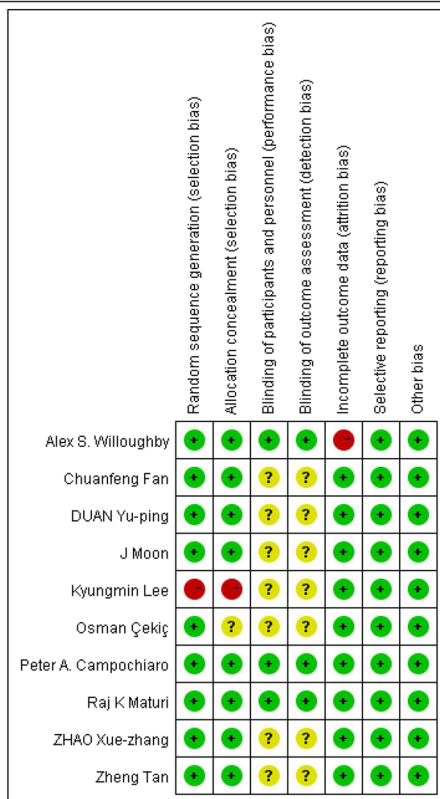 Random sequence generation (selection bias)
Allocation concealment (selection bias)
Blinding of participants and personnel (performance bias)
Blinding of outcome assessment (detection bias)
Incomplete outcome data (attrition bias)
Selective reporting (reporting bias)
Other bias
Alex S. Willoughby + + + + - + +
Chuanfeng Fan + + ? ? + + +
DUAN Yu-ping + + ? ? + + +
J Moon + + ? ? + + +
Kyungmin Lee - - ? ? + + +
Osman Çekiç + ? ? ? + + +
Peter A. Campochiaro + + + + + + +
Raj K Maturi + + + + + + +
ZHAO Xue-zhang + + ? ? + + +
Zheng Tan + + ? ? + + +